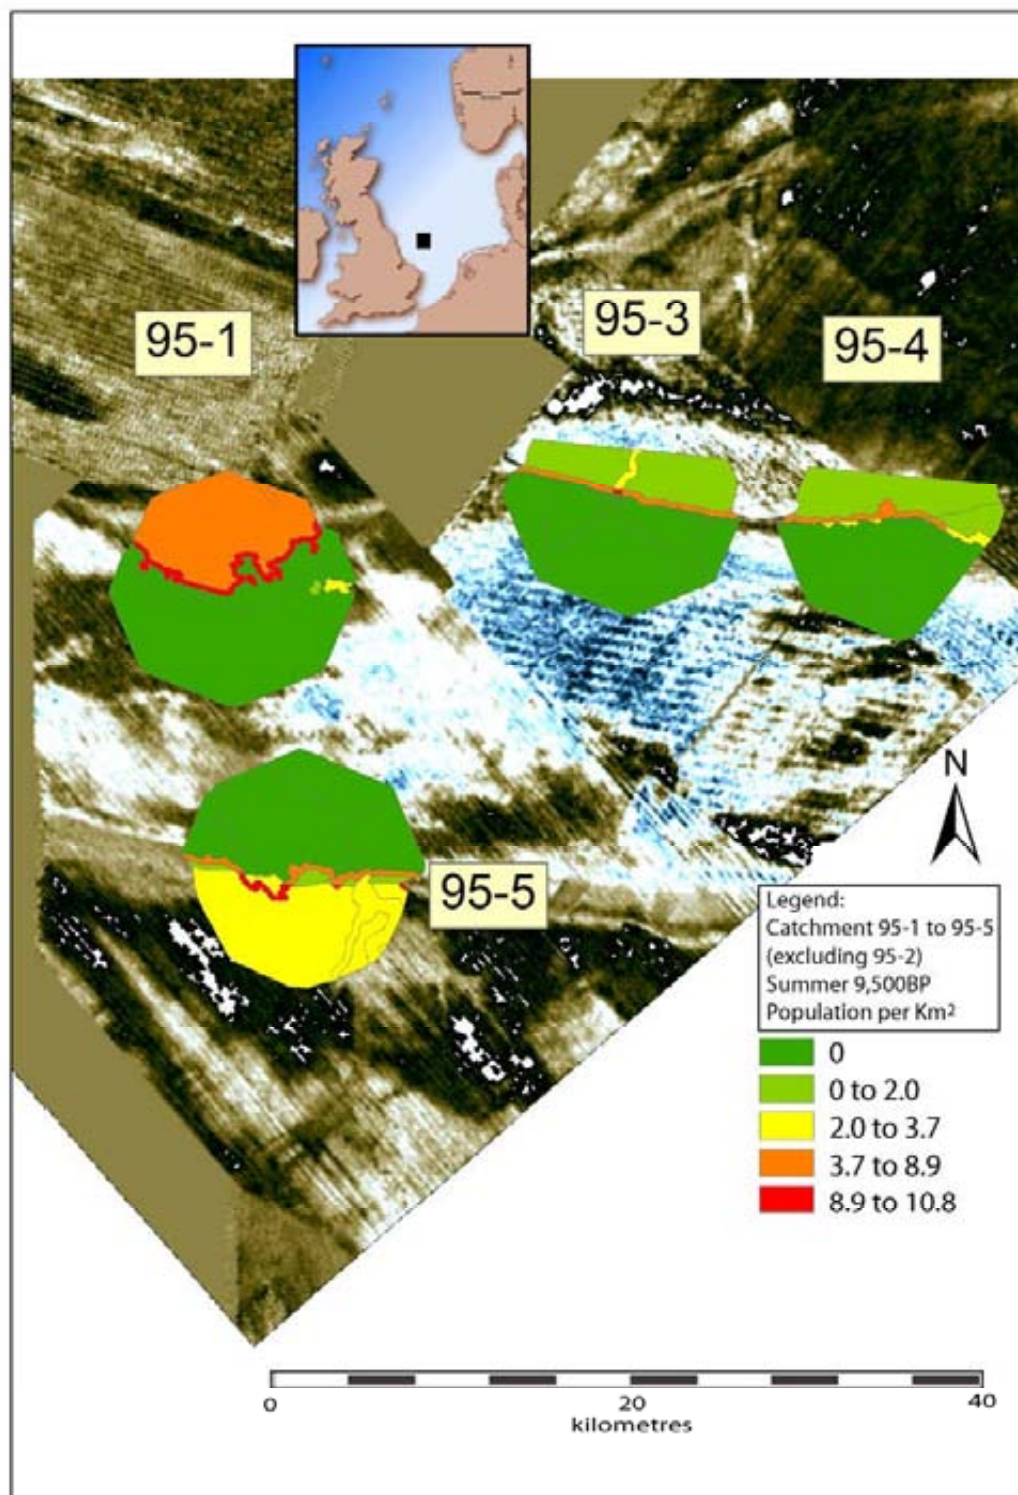 95-1
95-3
95-4
95-5
N
Legend:
Catchment 95-1 to 95-5
(excluding 95-2)
Summer 9,500BP
Population per Km²
0
0 to 2.0
2.0 to 3.7
3.7 to 8.9
8.9 to 10.8
0 20 40
kilometres